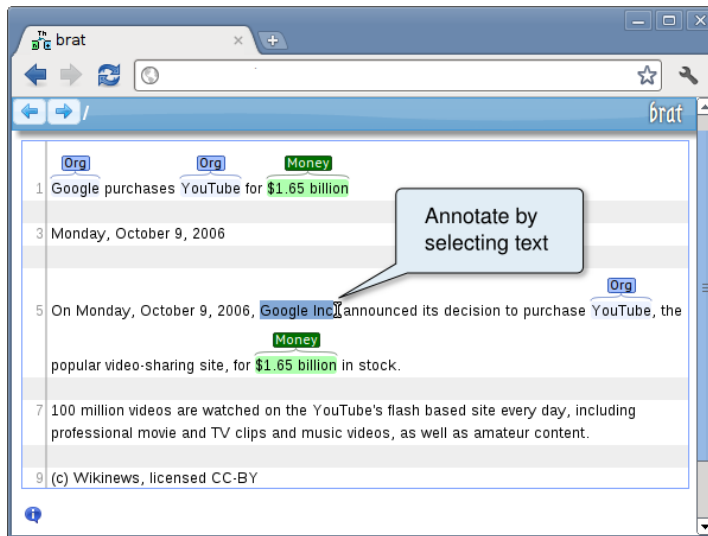 brat
/
brat
Org Org Money
1 Google purchases YouTube for $1.65 billion
Annotate by
selecting text
3 Monday, October 9, 2006
Org
5 On Monday, October 9, 2006, Google Inc. announced its decision to purchase YouTube, the
Money
popular video-sharing site, for $1.65 billion in stock.
7 100 million videos are watched on the YouTube's flash based site every day, including
professional movie and TV clips and music videos, as well as amateur content.
9 (c) Wikinews, licensed CC-BY